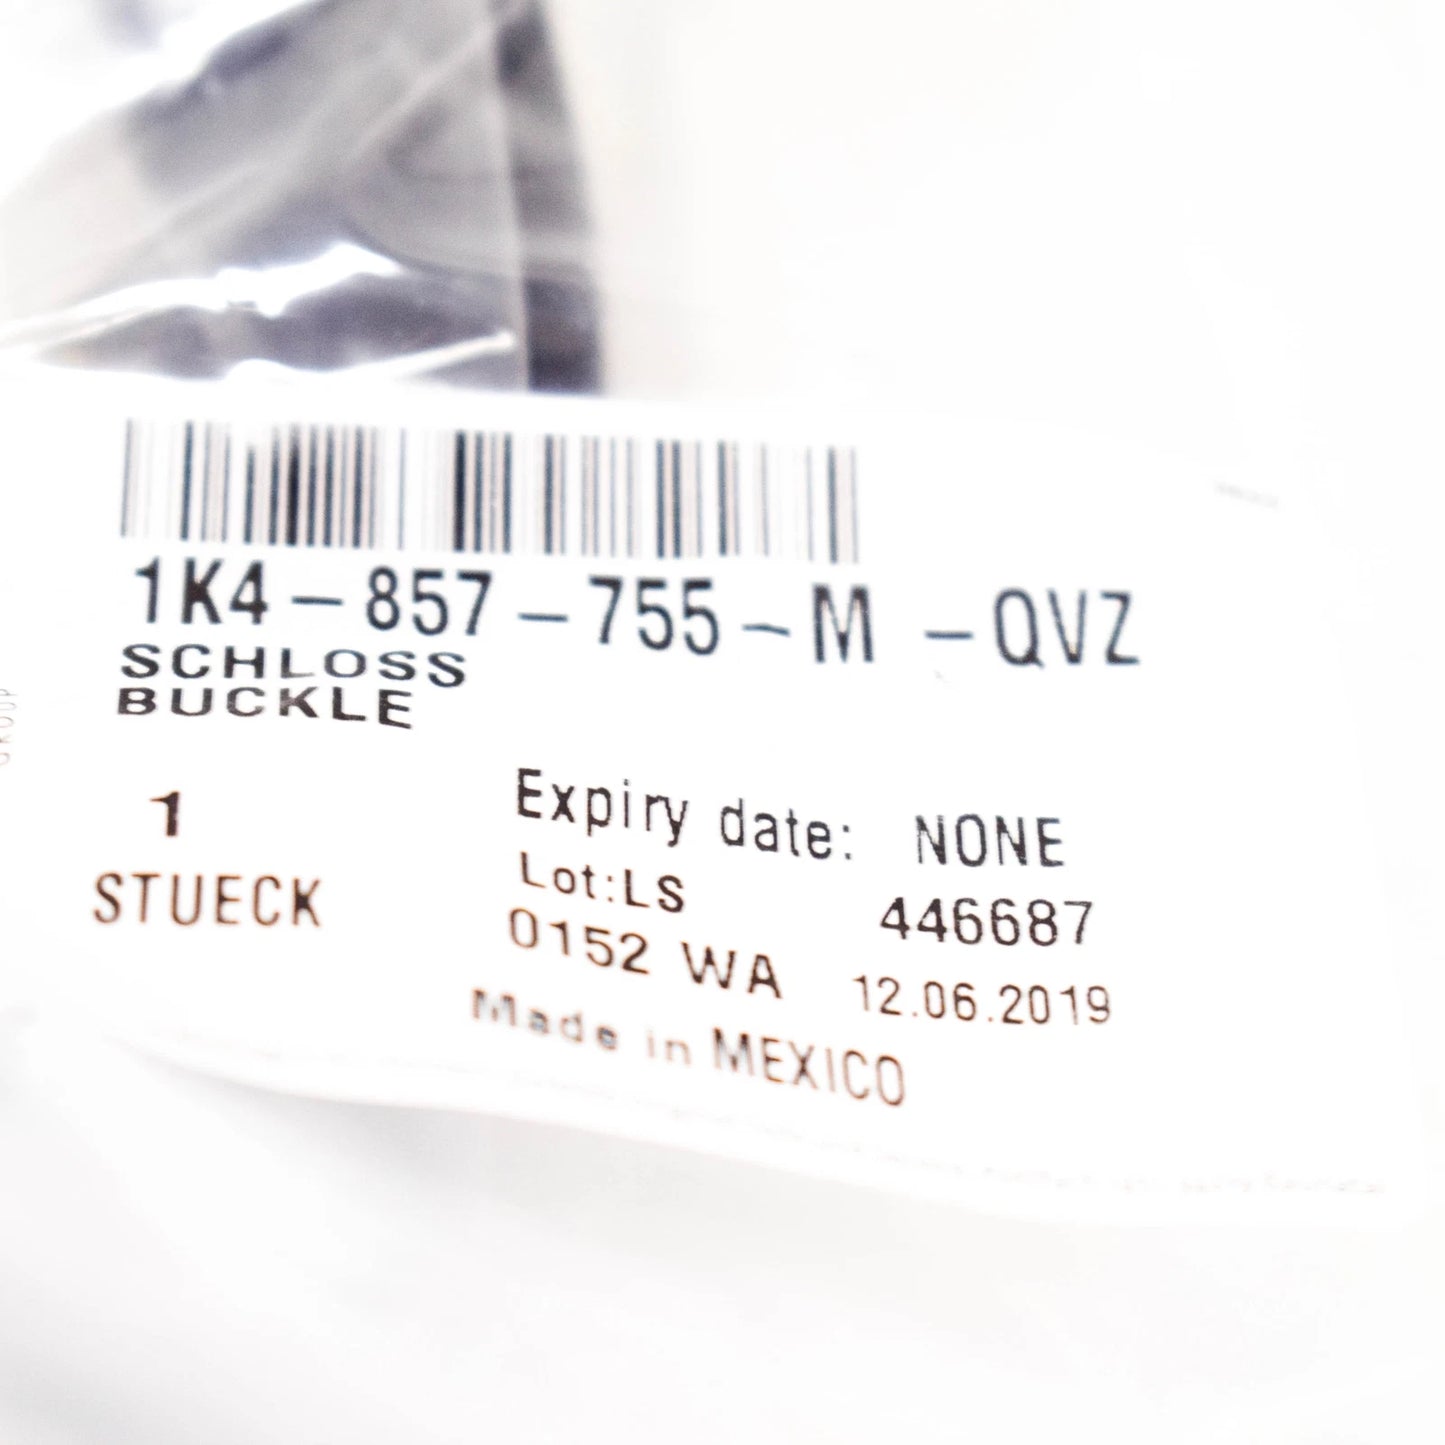 1K4-857-755-M -QVZ
SCHLOSS
BUCKLE
1
STUECK
Expiry date: NONE
Lot:LS 446687
0152 WA 12.06.2019
Made in MEXICO
GROUP